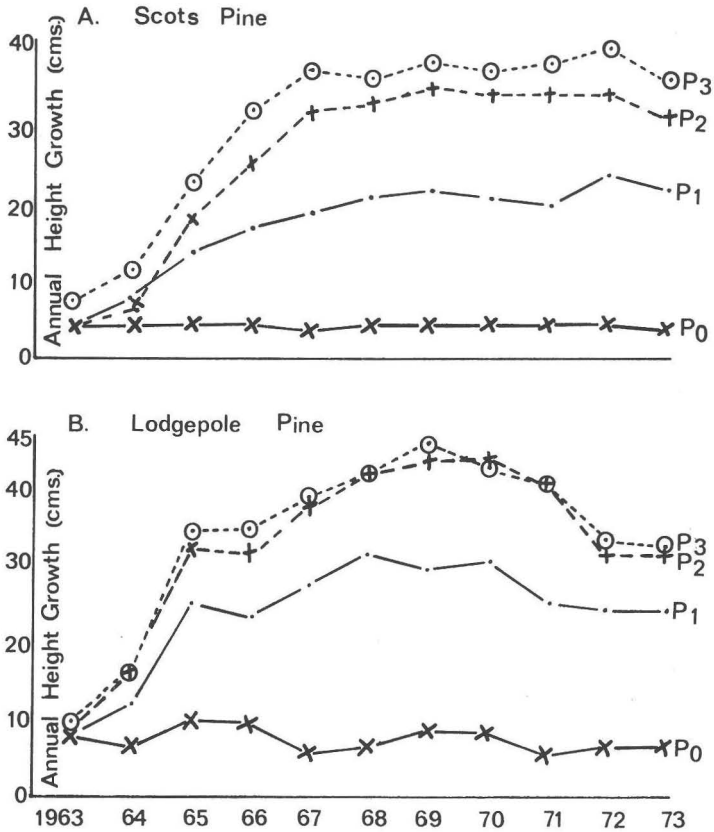 A. Scots Pine
Annual Height Growth (cms.)
40
30
20
10
0
P3
P2
P1
P0
B. Lodgepole Pine
Annual Height Growth (cms.)
45
40
30
20
10
0
P3
P2
P1
P0
1963 64 65 66 67 68 69 70 71 72 73